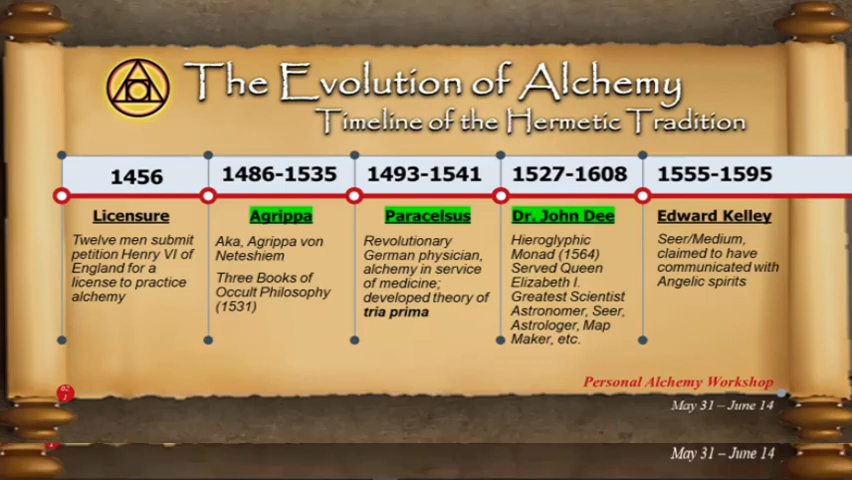 The Evolution of Alchemy
Timeline of the Hermetic Tradition
1456
Licensure
Twelve men submit
petition Henry VI of
England for a
license to practice
alchemy
1486-1535
Agrippa
Aka, Agrippa von
Neteshiem
Three Books of
Occult Philosophy
(1531)
1493-1541
Paracelsus
Revolutionary
German physician,
alchemy in service
of medicine;
developed theory of
tria prima
1527-1608
Dr. John Dee
Hieroglyphic
Monad (1564)
Served Queen
Elizabeth I.
Greatest Scientist
Astronomer, Seer,
Astrologer, Map
Maker, etc.
1555-1595
Edward Kelley
Seer/Medium,
claimed to have
communicated with
Angelic spirits
Personal Alchemy Workshop
May 31 – June 14
May 31 – June 14